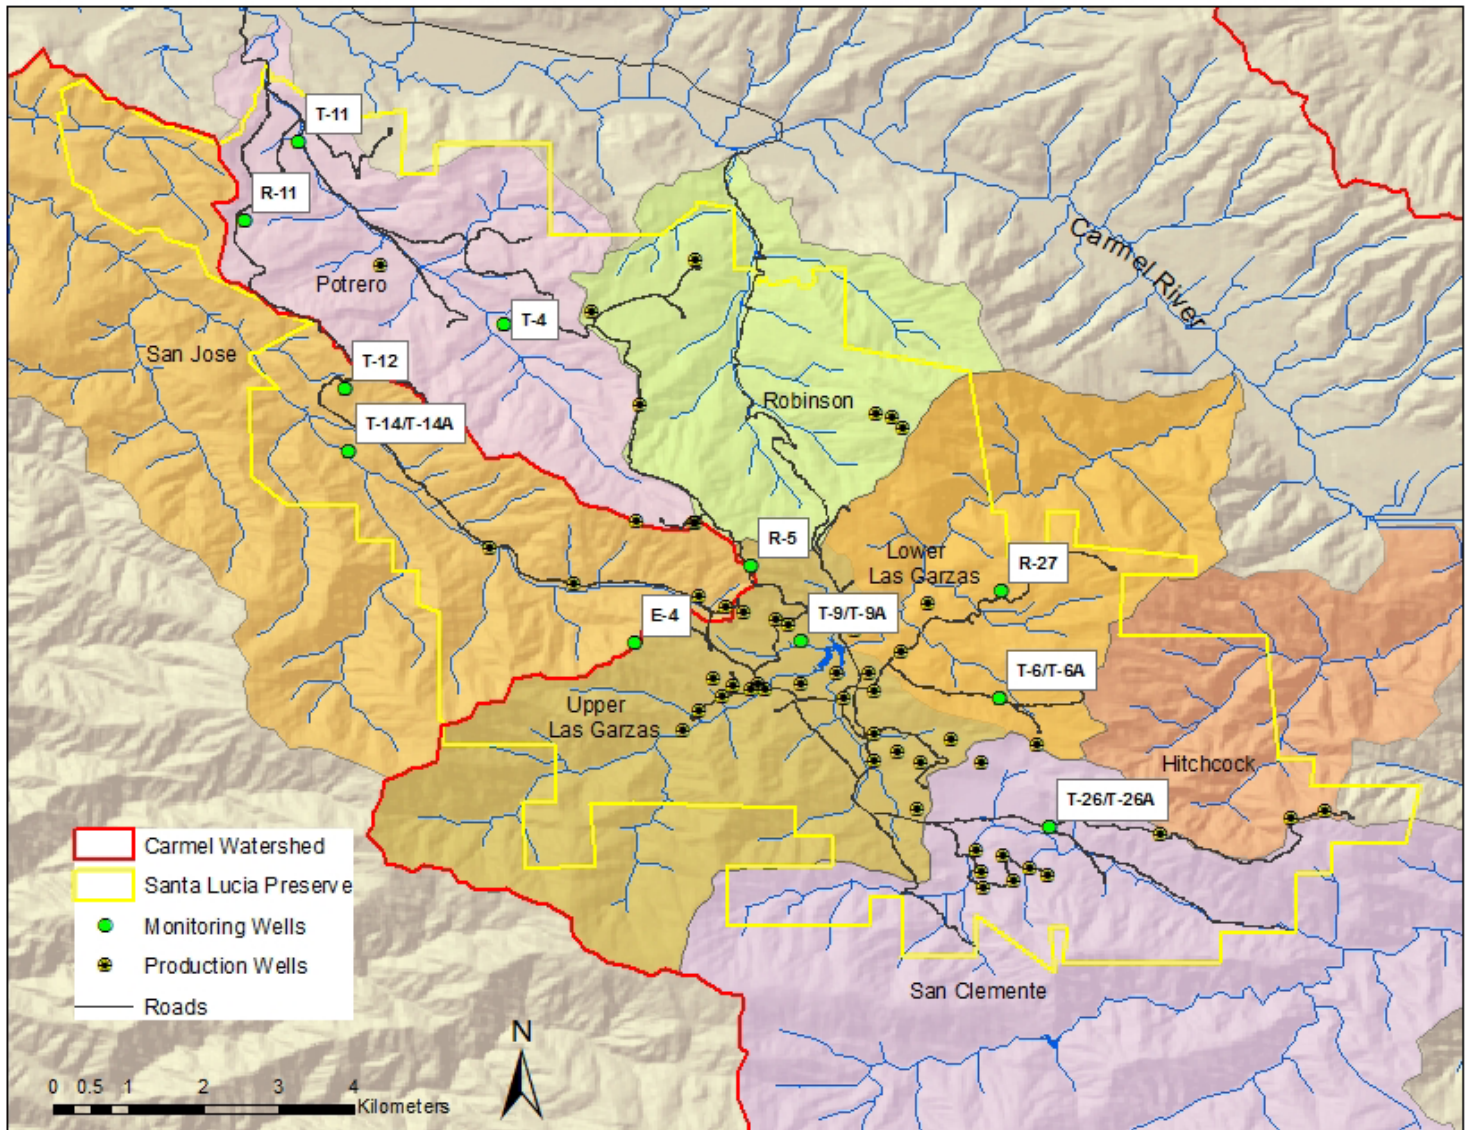 T-11
R-11
Carmel River
Potrero
T-4
San Jose
T-12
Robinson
T-14/T-14A
R-5
Lower
Las Garzas
R-27
E-4
T-9/T-9A
T-6/T-6A
Upper
Las Garzas
Hitchcock
T-26/T-26A
San Clemente
Carmel Watershed
Santa Lucia Preserve
Monitoring Wells
Production Wells
Roads
N
0 0.5 1 2 3 4
Kilometers